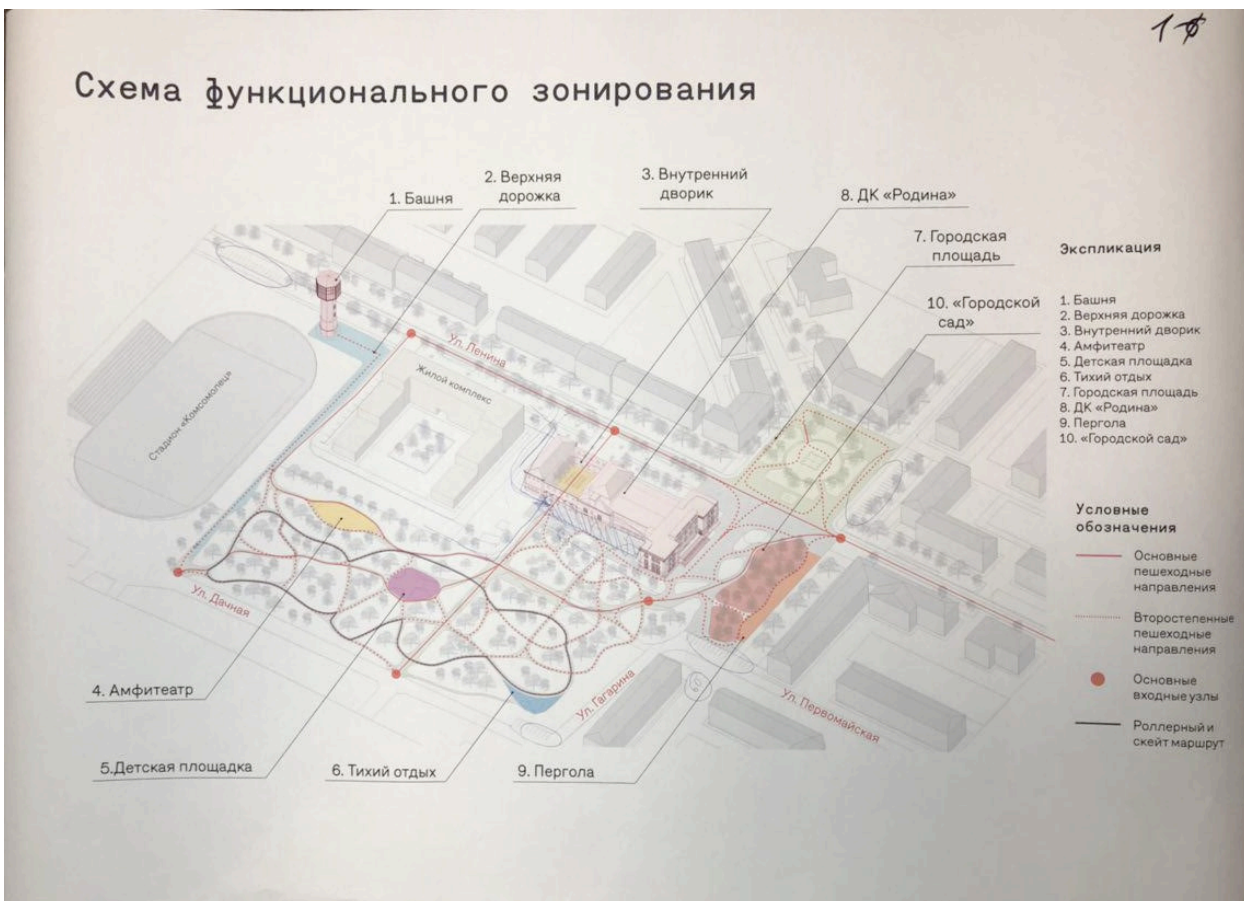 Схема функционального зонирования
1. Башня
2. Верхняя
дорожка
3. Внутренний
дворик
8. ДК «Родина»
7. Городская
площадь
10. «Городской
сад»
Ул. Ленина
Жилой комплекс
Стадион «Комсомолец»
Ул. Дачная
Ул. Гагарина
Ул. Первомайская
4. Амфитеатр
5.Детская площадка
6. Тихий отдых
9. Пергола
Экспликация
1. Башня
2. Верхняя дорожка
3. Внутренний дворик
4. Амфитеатр
5. Детская площадка
6. Тихий отдых
7. Городская площадь
8. ДК «Родина»
9. Пергола
10. «Городской сад»
Условные
обозначения
Основные
пешеходные
направления
Второстепенные
пешеходные
направления
Основные
входные узлы
Роллерный и
скейт маршрут